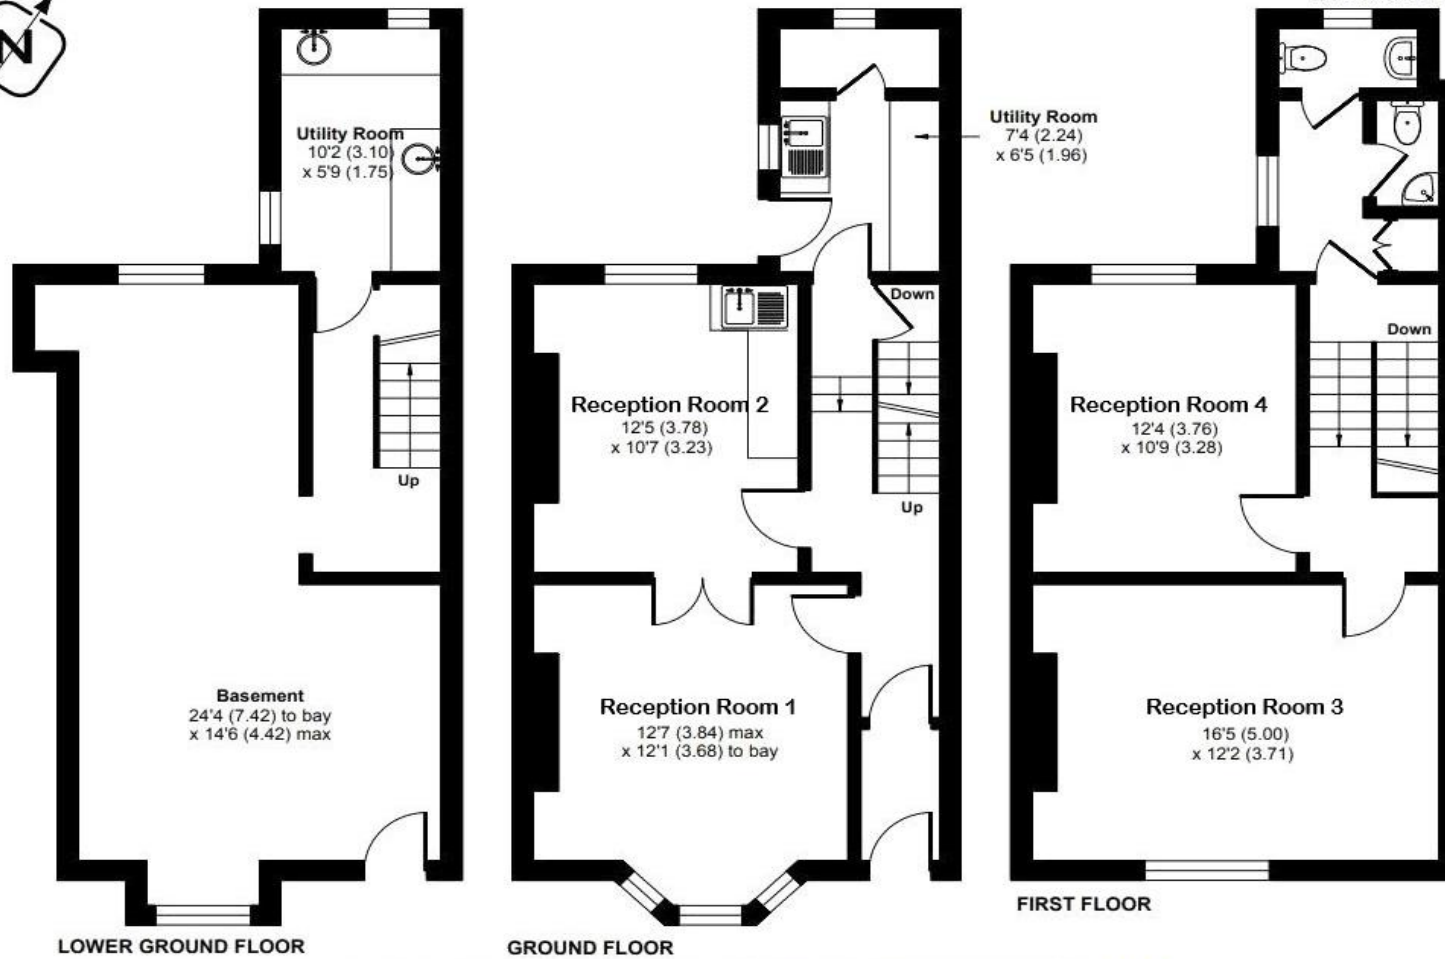 N
Utility Room
10'2 (3.10)
x 5'9 (1.75)
Up
Basement
24'4 (7.42) to bay
x 14'6 (4.42) max
LOWER GROUND FLOOR
Utility Room
7'4 (2.24)
x 6'5 (1.96)
Down
Reception Room 2
12'5 (3.78)
x 10'7 (3.23)
Up
Reception Room 1
12'7 (3.84) max
x 12'1 (3.68) to bay
GROUND FLOOR
Down
Reception Room 4
12'4 (3.76)
x 10'9 (3.28)
Reception Room 3
16'5 (5.00)
x 12'2 (3.71)
FIRST FLOOR